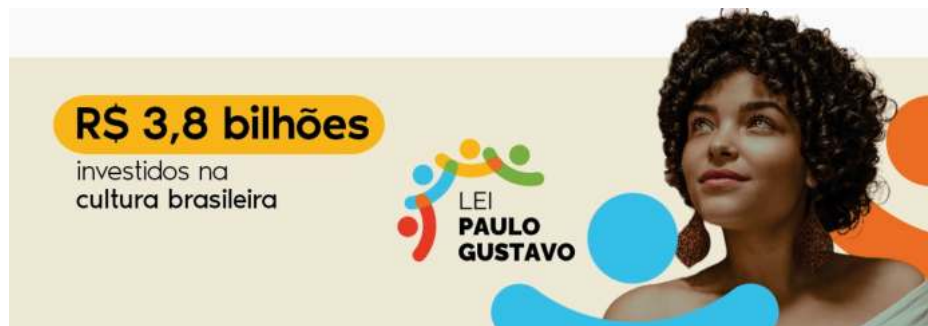 R$ 3,8 bilhões
investidos na
cultura brasileira
LEI
PAULO
GUSTAVO